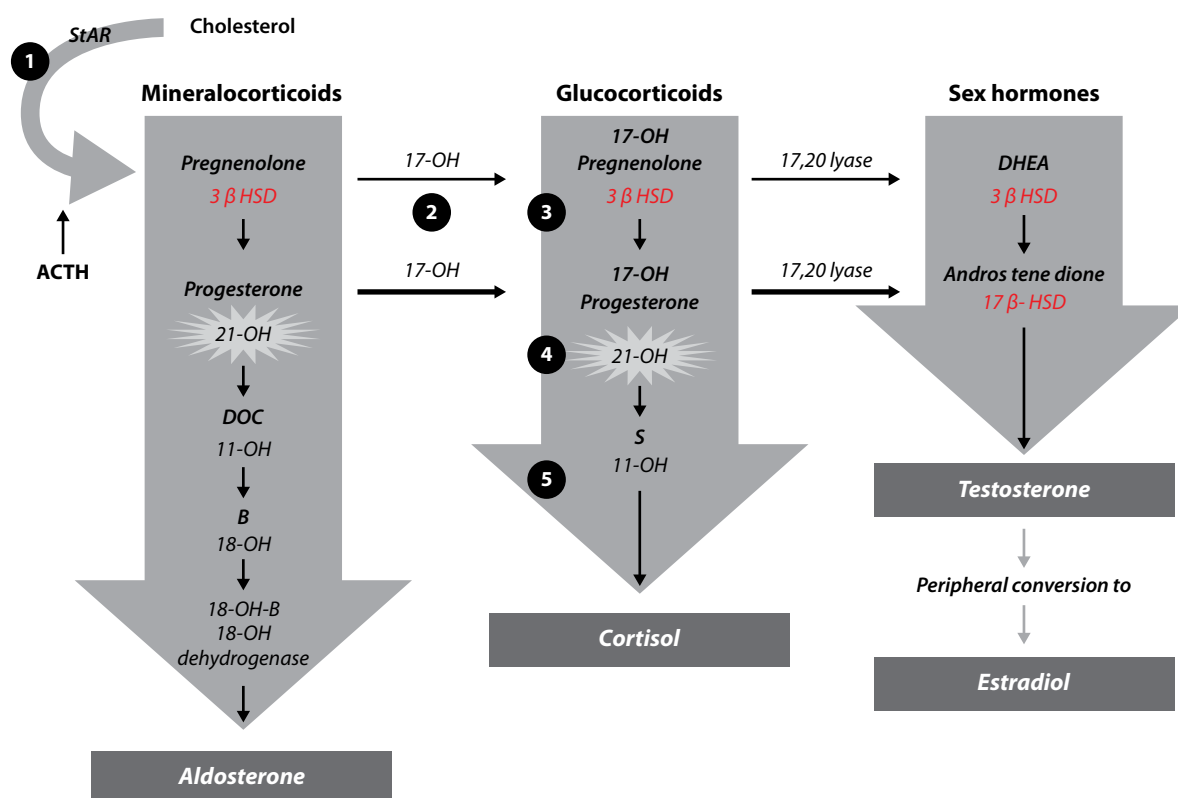 StAR
Cholesterol
1
ACTH
Mineralocorticoids
Pregnenolone
3 β HSD
Progesterone
21-OH
DOC
11-OH
B
18-OH
18-OH-B
18-OH
dehydrogenase
Aldosterone
17-OH
2
17-OH
Glucocorticoids
17-OH
Pregnenolone
3 β HSD
3
17-OH
Progesterone
4
21-OH
S
11-OH
5
Cortisol
17,20 lyase
17,20 lyase
Sex hormones
DHEA
3 β HSD
Andros tene dione
17 β- HSD
Testosterone
Peripheral conversion to
Estradiol